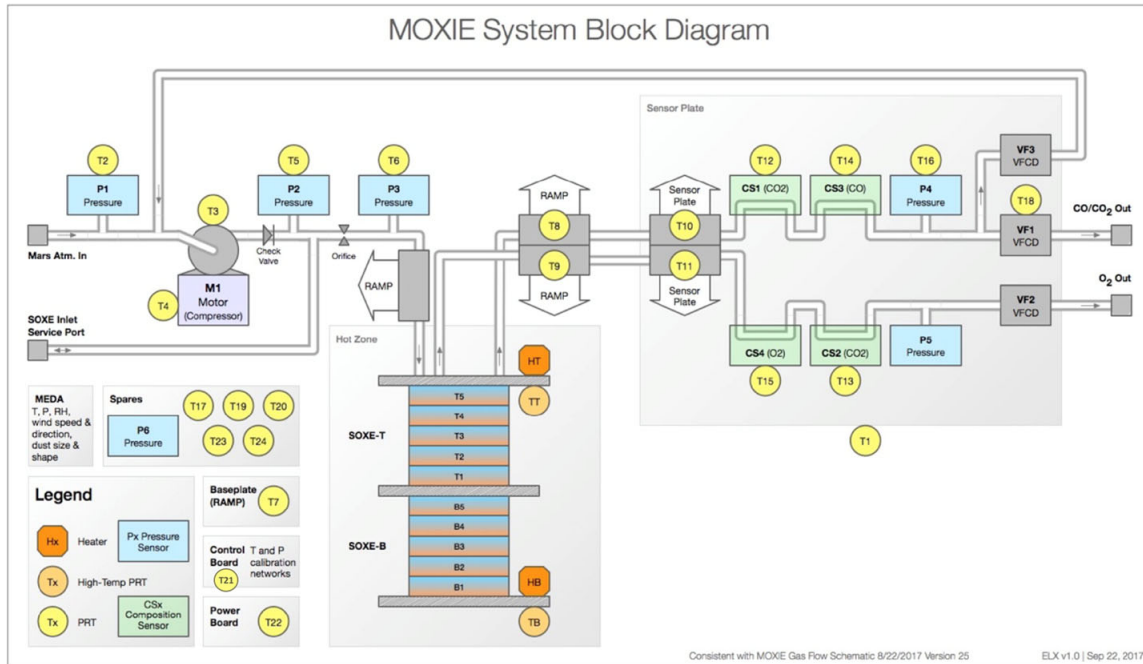 MOXIE System Block Diagram
Sensor Plate
T2
T5
T6
T12
T14
T16
VF3
VFCD
P1
Pressure
P2
Pressure
P3
Pressure
CS1 (CO2)
CS3 (CO)
P4
Pressure
T18
T3
RAMP
Sensor
Plate
T8
T10
VF1
VFCD
CO/CO₂ Out
Mars Atm. In
Check
Valve
Orifice
T9
T11
RAMP
M1
Motor
(Compressor)
T4
RAMP
Sensor
Plate
O₂ Out
VF2
VFCD
SOXE Inlet
Service Port
Hot Zone
CS4 (O2)
CS2 (CO2)
P5
Pressure
HT
T15
T13
TT
MEDA
T, P, RH,
wind speed &
direction,
dust size &
shape
Spares
P6
Pressure
T17
T19
T20
T23
T24
T1
SOXE-T
T5
T4
T3
T2
T1
SOXE-B
B5
B4
B3
B2
B1
HB
TB
Legend
Hx
Heater
Px Pressure
Sensor
Tx
High-Temp PRT
Tx
PRT
CSx
Composition
Sensor
Baseplate
(RAMP)
T7
Control
Board
T21
T and P
calibration
networks
Power
Board
T22
Consistent with MOXIE Gas Flow Schematic 8/22/2017 Version 25
ELX v1.0 | Sep 22, 2017